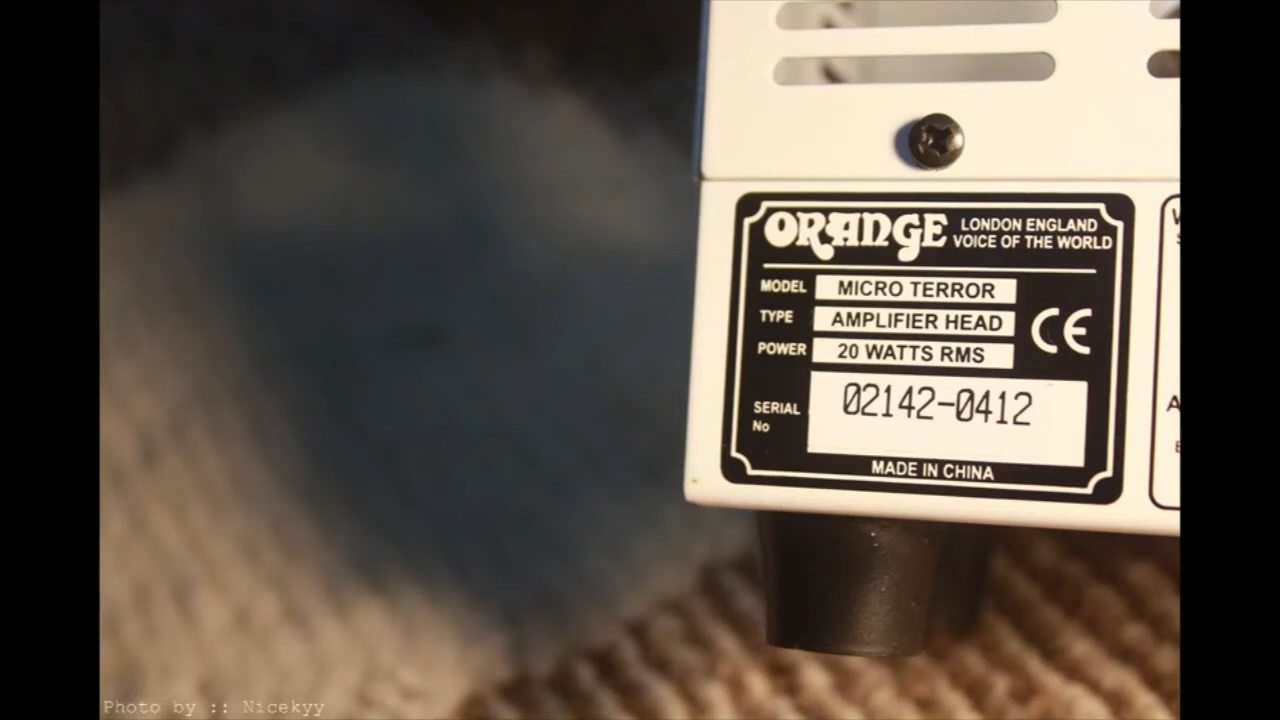 ORANGE LONDON ENGLAND
VOICE OF THE WORLD
MODEL MICRO TERROR
TYPE AMPLIFIER HEAD
CE
POWER 20 WATTS RMS
SERIAL No 02142-0412
MADE IN CHINA
Photo by :: Nicekyy